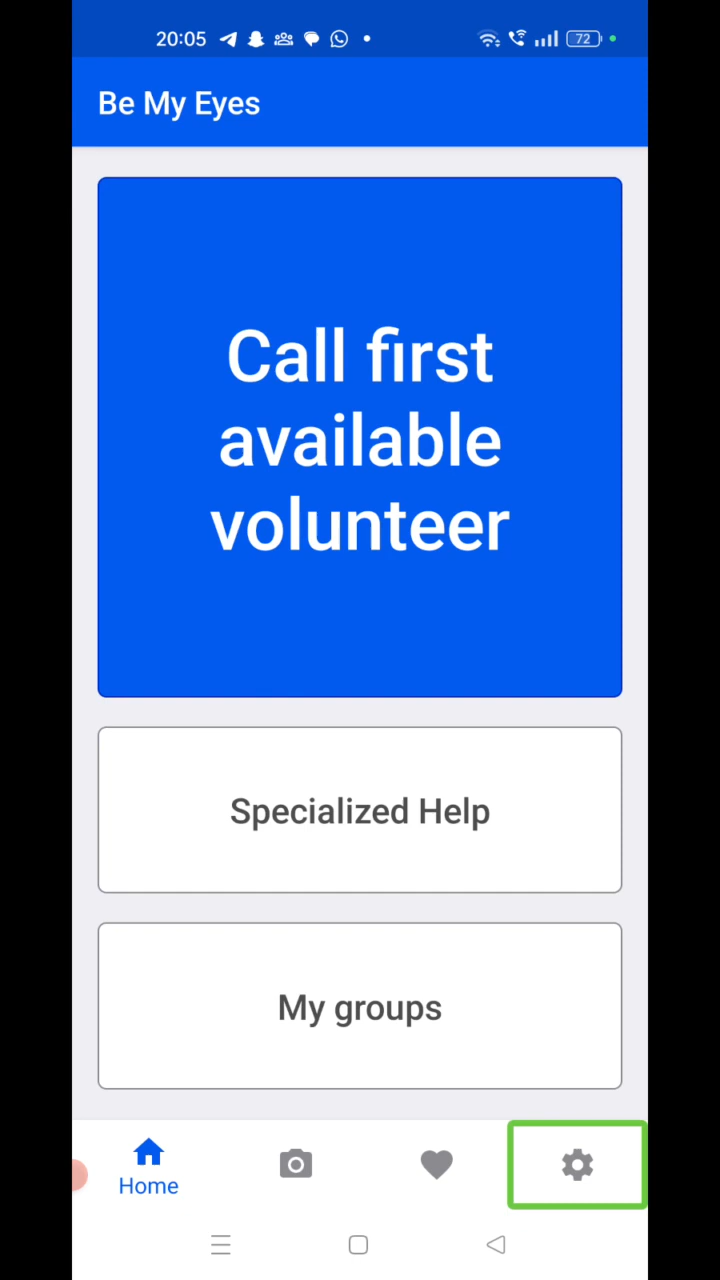 20:05 72
Be My Eyes
Call first
available
volunteer
Specialized Help
My groups
Home